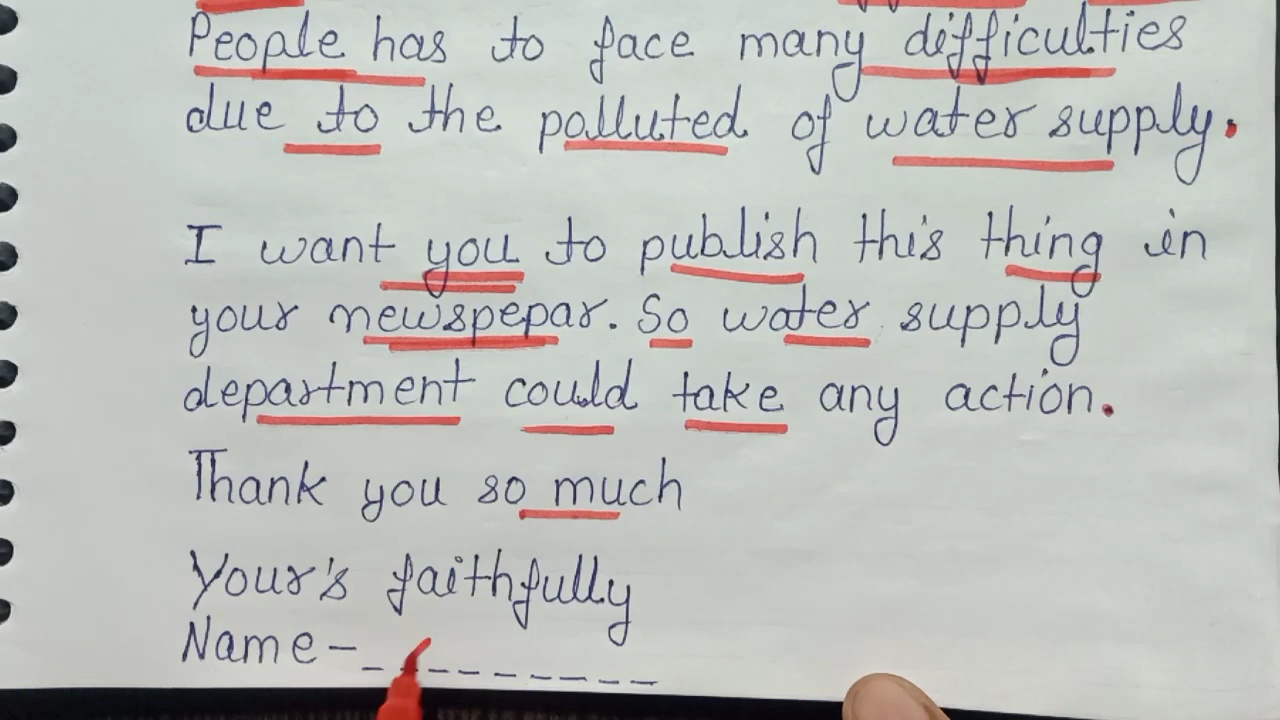 People has to face many difficulties
due to the polluted of water supply.
I want you to publish this thing in
your newspepar. So water supply
department could take any action.
Thank you so much
Your's faithfully
Name-_ _ _ _ _ _ _ _ _